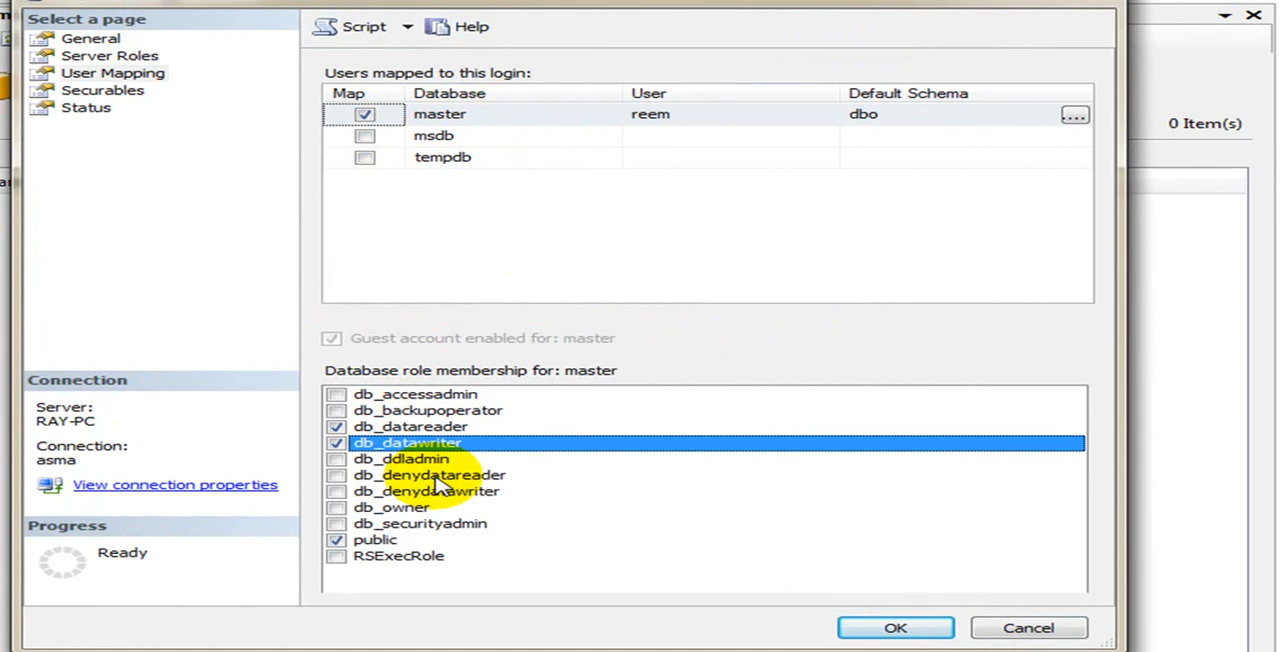 Select a page
General
Server Roles
User Mapping
Securables
Status
Script Help
Users mapped to this login:
Map Database User Default Schema
master reem dbo ....
msdb
tempdb
Guest account enabled for: master
Database role membership for: master
db_accessadmin
db_backupoperator
db_datareader
db_datawriter
db_ddladmin
db_denydatareader
db_denydatawriter
db_owner
db_securityadmin
public
RSExecRole
Connection
Server:
RAY-PC
Connection:
asma
View connection properties
Progress
Ready
OK Cancel
0 Item(s)